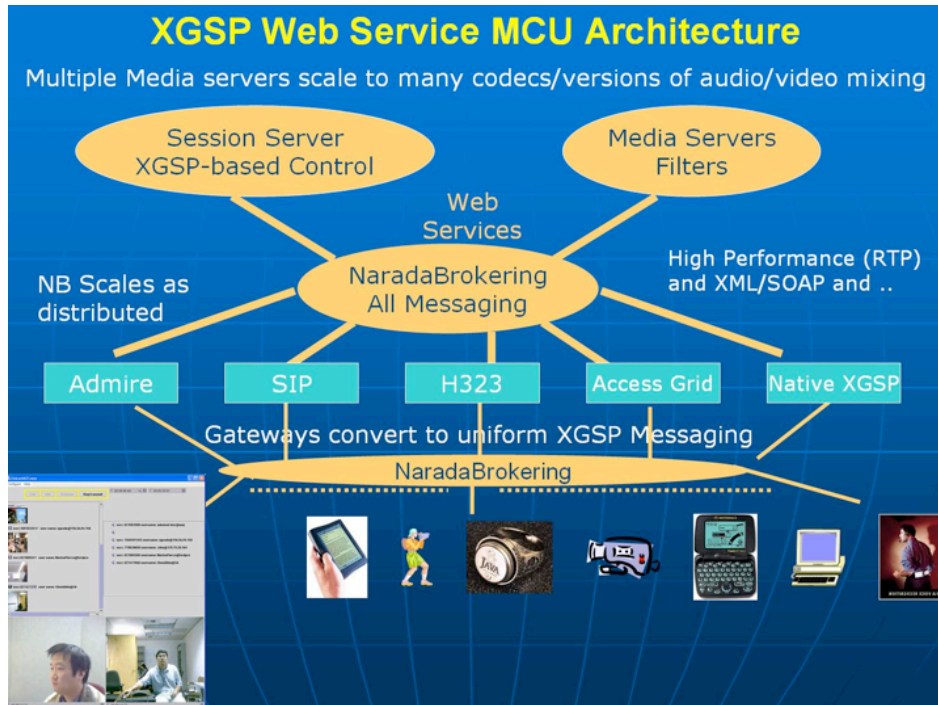 XGSP Web Service MCU Architecture
Multiple Media servers scale to many codecs/versions of audio/video mixing
Session Server
XGSP-based Control
Media Servers
Filters
Web
Services
NaradaBrokering
All Messaging
High Performance (RTP)
and XML/SOAP and ..
NB Scales as
distributed
Admire
SIP
H323
Access Grid
Native XGSP
Gateways convert to uniform XGSP Messaging
NaradaBrokering
JAVA